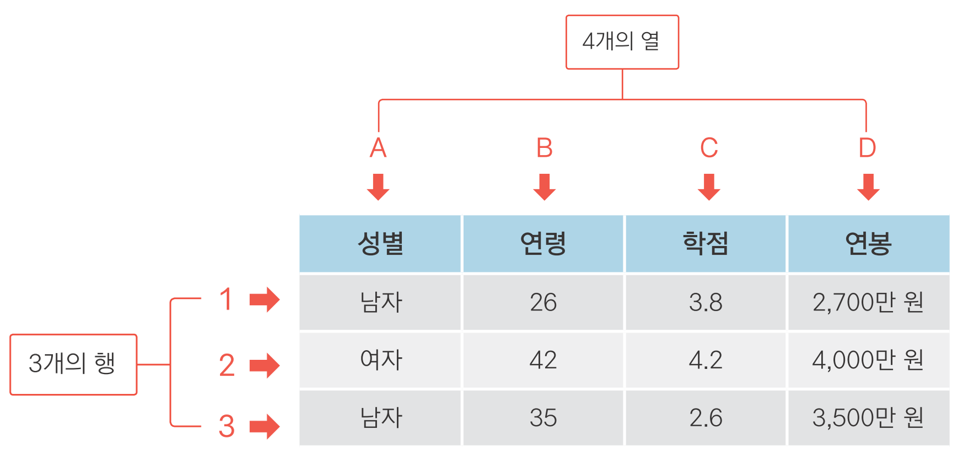 4개의 열
A B C D
성별 연령 학점 연봉
1 남자 26 3.8 2,700만 원
3개의 행
2 여자 42 4.2 4,000만 원
3 남자 35 2.6 3,500만 원